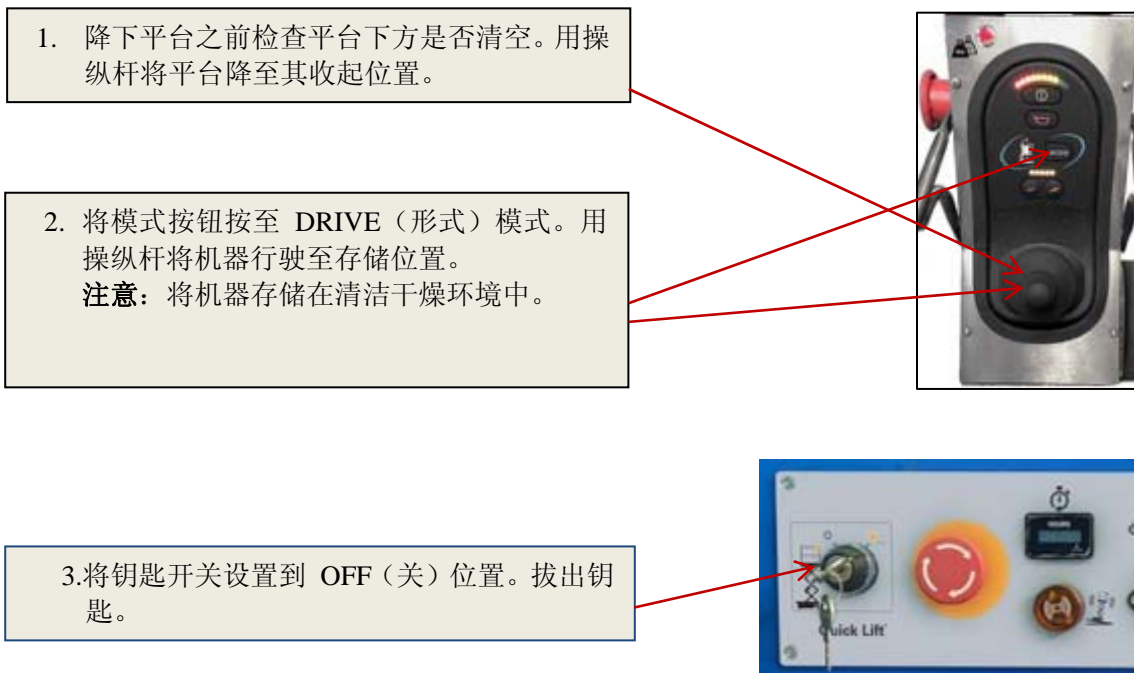 1. 降下平台之前检查平台下方是否清空。用操
纵杆将平台降至其收起位置。
2. 将模式按钮按至 DRIVE（形式）模式。用
操纵杆将机器行驶至存储位置。
注意：将机器存储在清洁干燥环境中。
3.将钥匙开关设置到 OFF（关）位置。拔出钥
匙。
Quick Lift